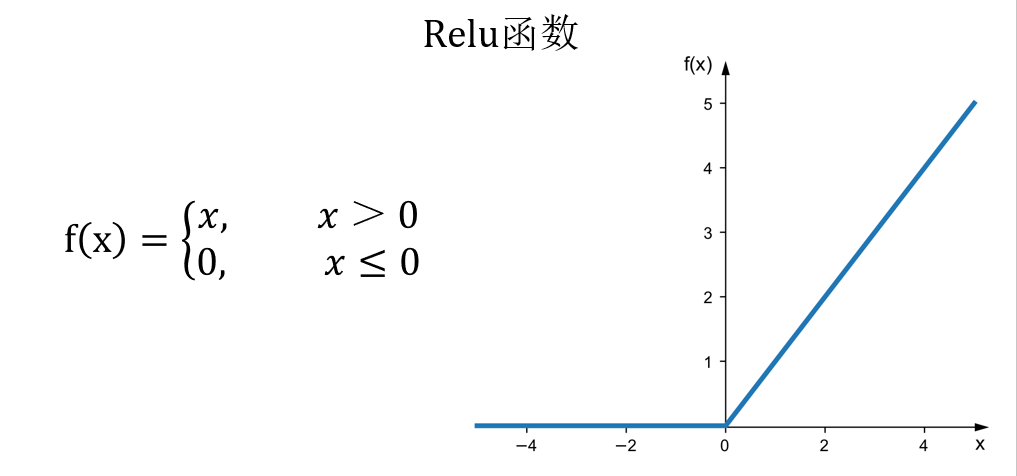 Relu函数
f(x) = {x, x > 0
0, x ≤ 0
f(x)
5
4
3
2
1
−4 −2 0 2 4 x